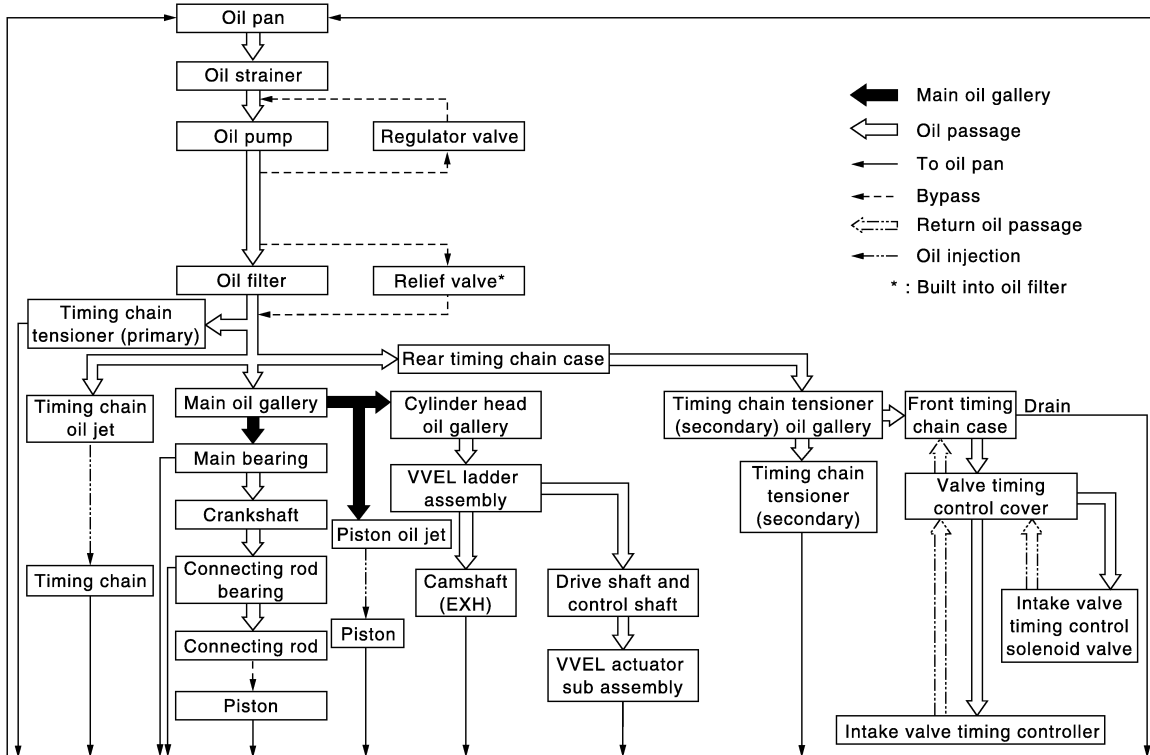 Oil pan
Oil strainer
Oil pump
Regulator valve
Oil filter
Relief valve*
Main oil gallery
Oil passage
To oil pan
Bypass
Return oil passage
Oil injection
* : Built into oil filter
Timing chain
tensioner (primary)
Rear timing chain case
Timing chain
oil jet
Main oil gallery
Cylinder head
oil gallery
Timing chain tensioner
(secondary) oil gallery
Front timing
chain case
Drain
Main bearing
VVEL ladder
assembly
Timing chain
tensioner
(secondary)
Valve timing
control cover
Crankshaft
Piston oil jet
Timing chain
Connecting rod
bearing
Camshaft
(EXH)
Drive shaft and
control shaft
Intake valve
timing control
solenoid valve
Connecting rod
Piston
VVEL actuator
sub assembly
Piston
Intake valve timing controller